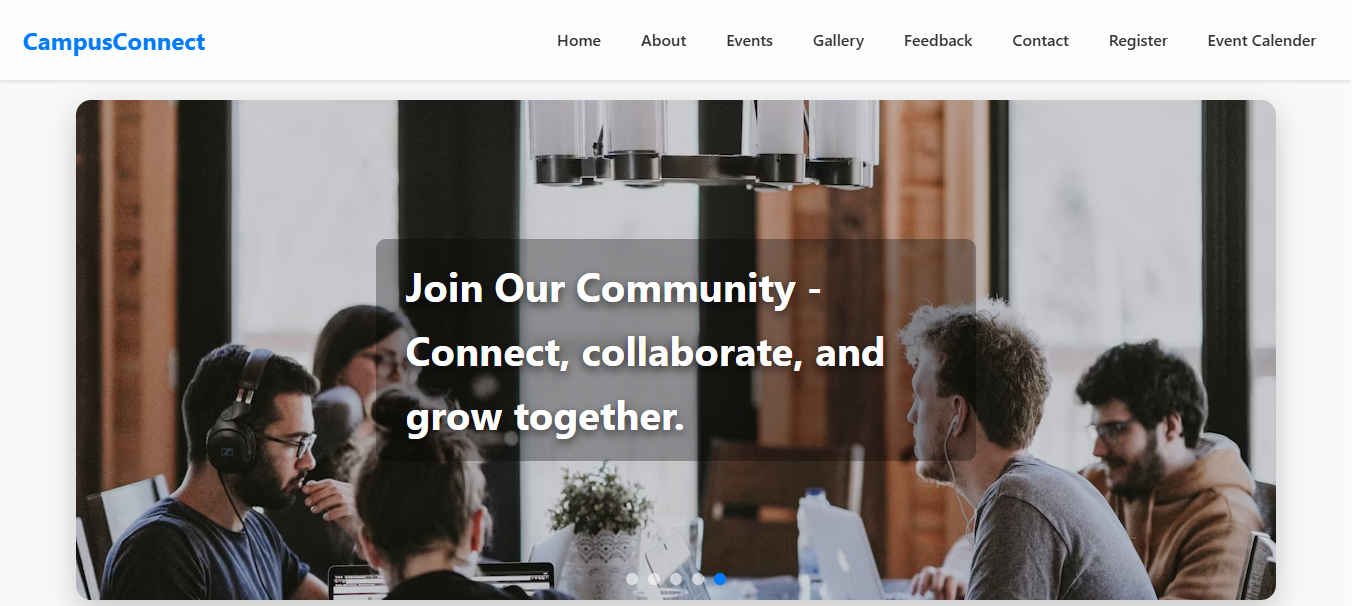 CampusConnect
Home About Events Gallery Feedback Contact Register Event Calender
Join Our Community -
Connect, collaborate, and
grow together.